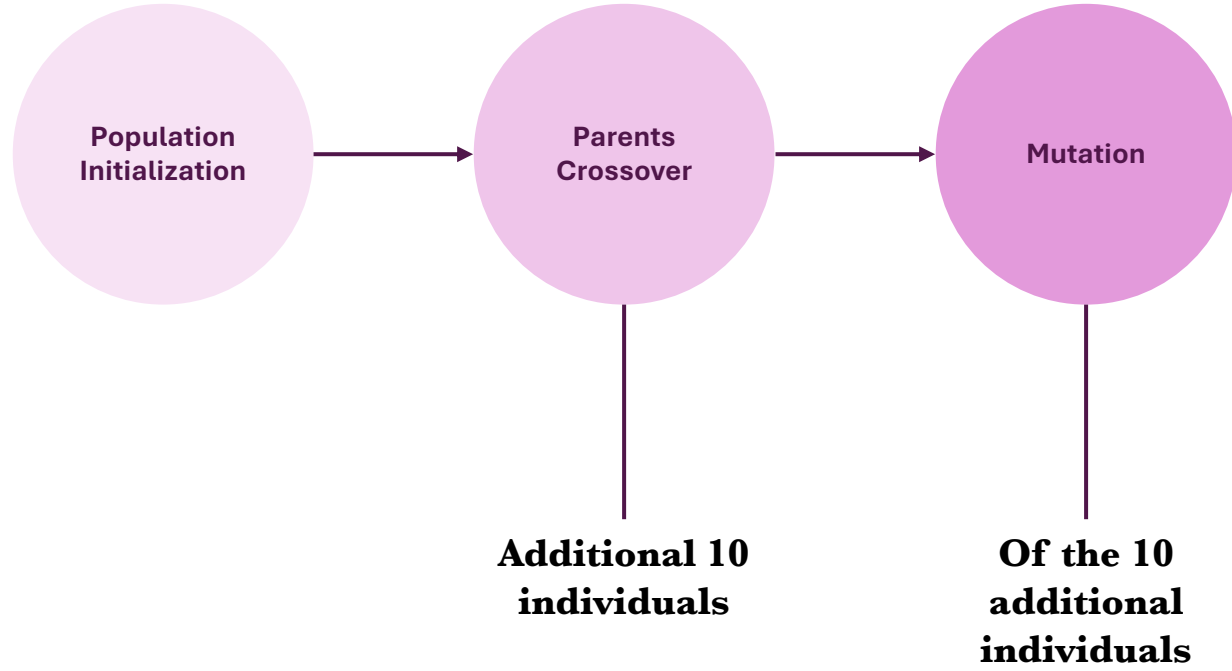 Population
Initialization
Parents
Crossover
Mutation
Additional 10
individuals
Of the 10
additional
individuals